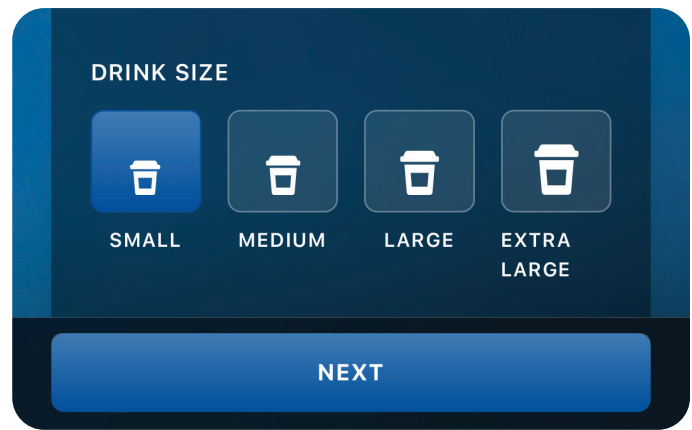 DRINK SIZE
SMALL
MEDIUM
LARGE
EXTRA
LARGE
NEXT